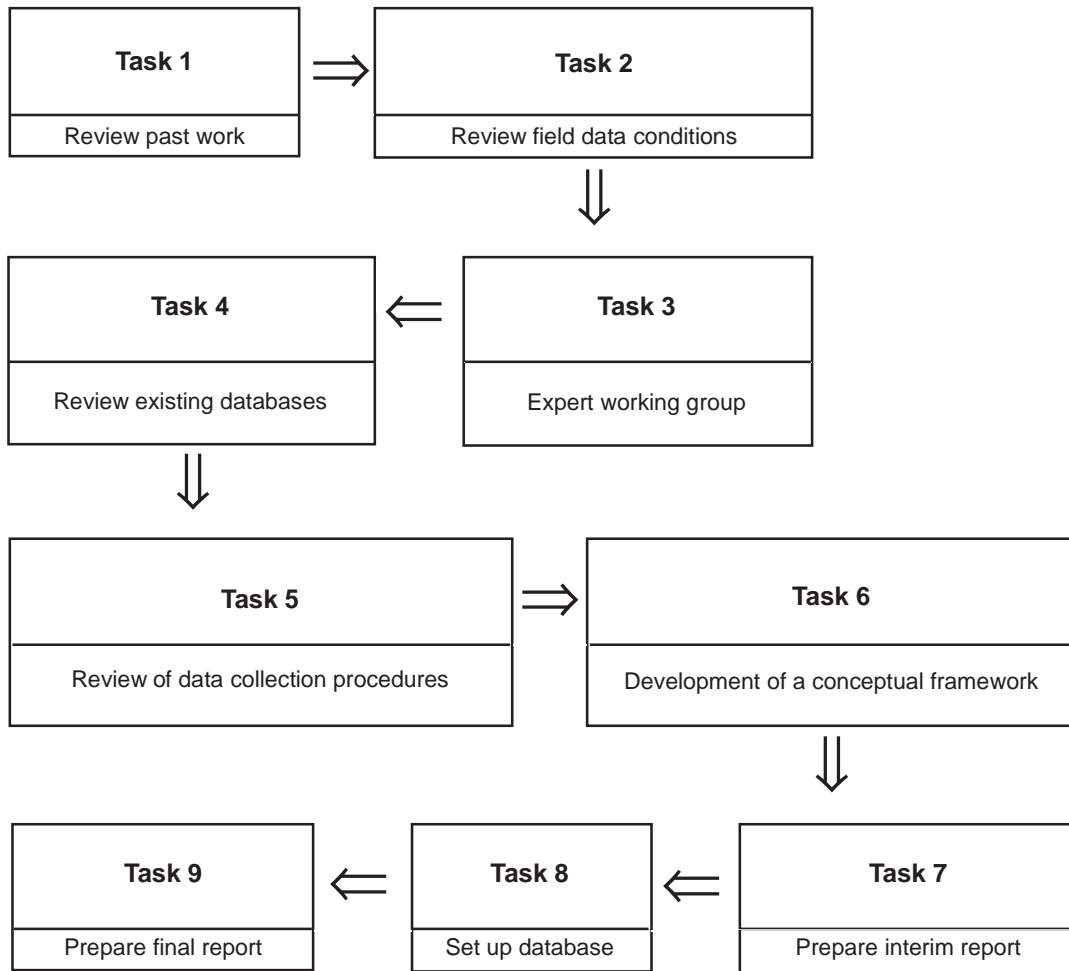 Task 1
Review past work
Task 2
Review field data conditions
Task 3
Expert working group
Task 4
Review existing databases
Task 5
Review of data collection procedures
Task 6
Development of a conceptual framework
Task 7
Prepare interim report
Task 8
Set up database
Task 9
Prepare final report